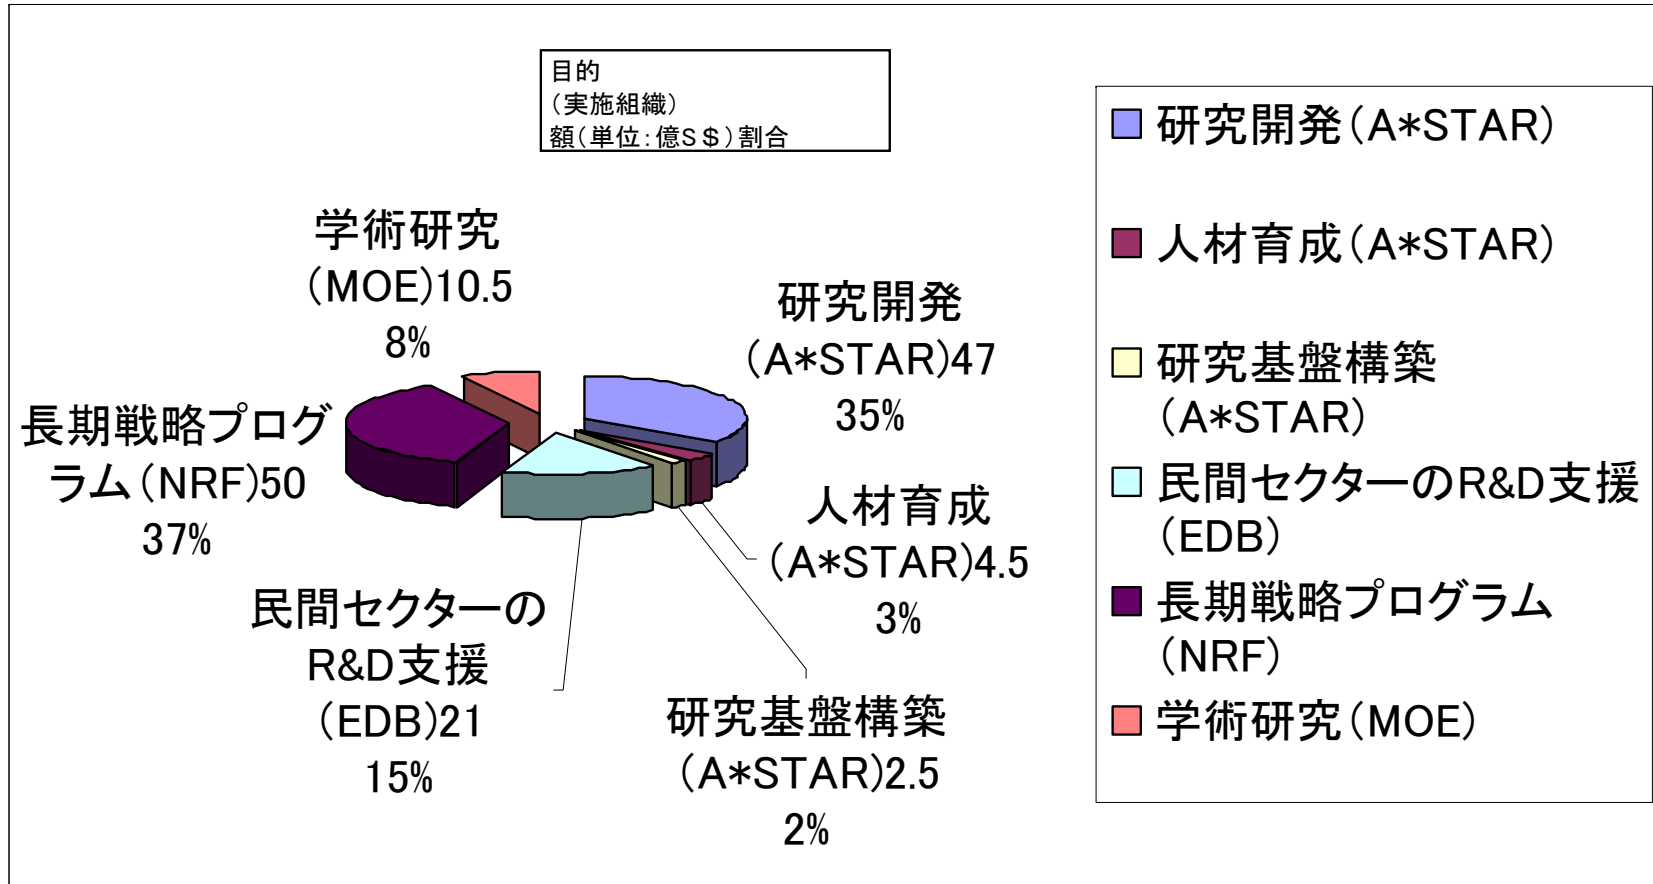 目的
(実施組織)
額(単位:億S$)割合
学術研究
(MOE)10.5
8%
研究開発
(A*STAR)47
35%
長期戦略プログ
ラム(NRF)50
37%
人材育成
(A*STAR)4.5
3%
民間セクターの
R&D支援
(EDB)21
15%
研究基盤構築
(A*STAR)2.5
2%
研究開発(A*STAR)
人材育成(A*STAR)
研究基盤構築
(A*STAR)
民間セクターのR&D支援
(EDB)
長期戦略プログラム
(NRF)
学術研究(MOE)